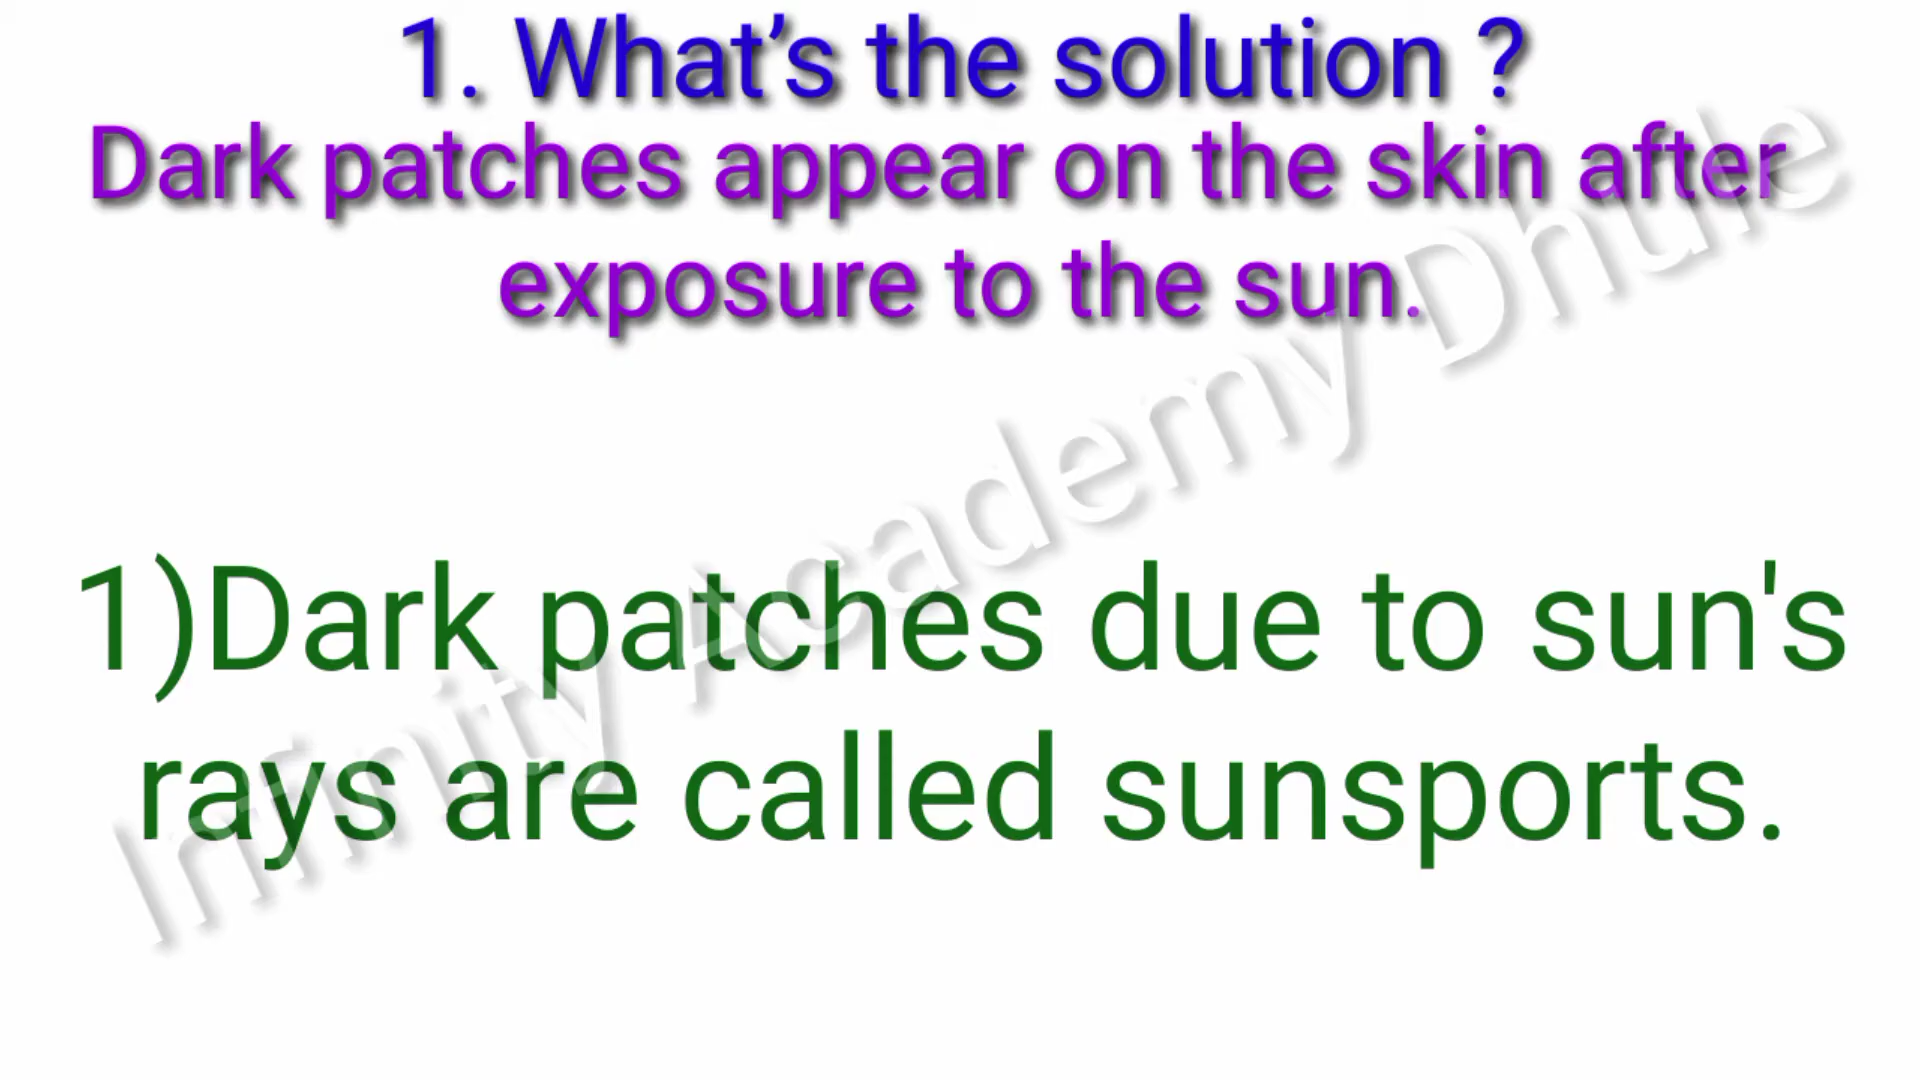 1. What’s the solution ?
Dark patches appear on the skin after
exposure to the sun.
1)Dark patches due to sun's
rays are called sunsports.
Infinity Academy Dhule